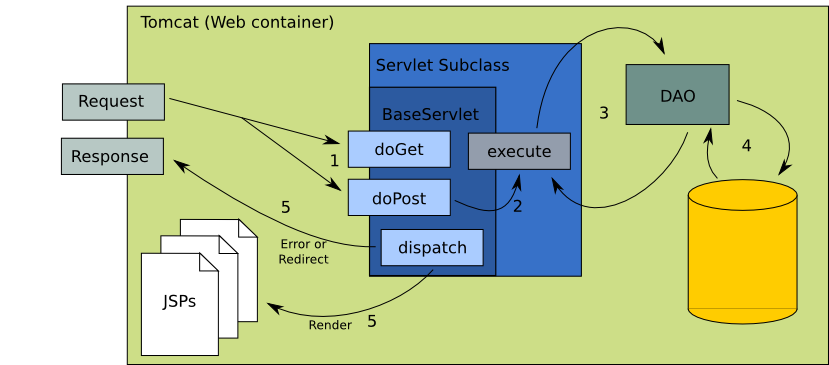 Tomcat (Web container)
Servlet Subclass
Request
DAO
BaseServlet
3
doGet
execute
4
Response
1
doPost
2
5
Error or
Redirect
dispatch
JSPs
Render
5